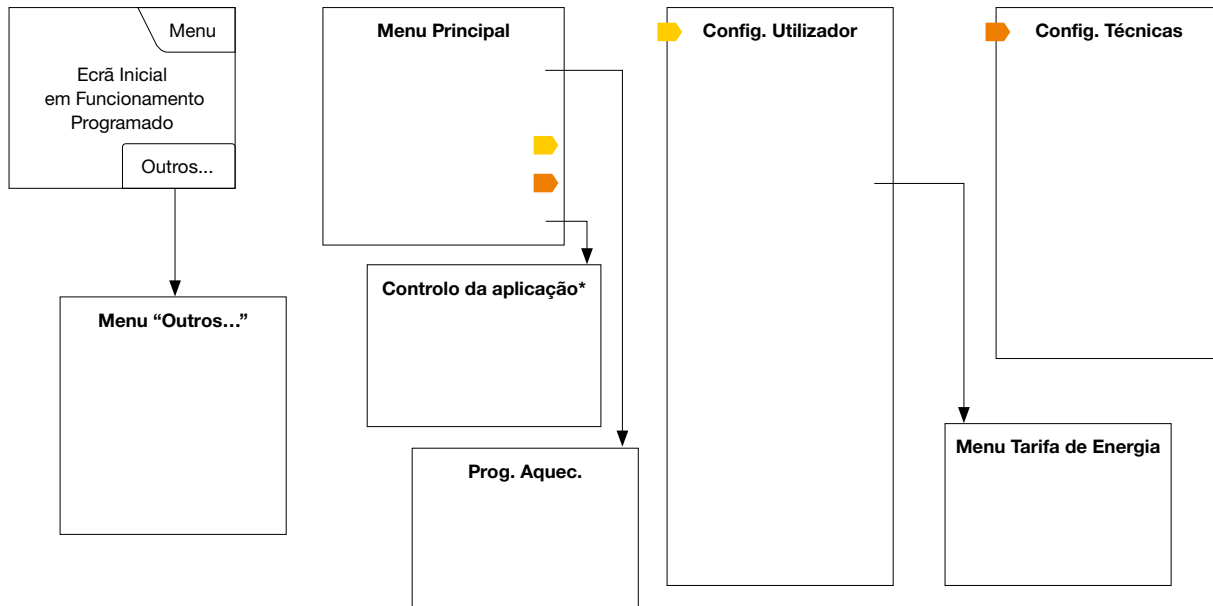 Menu
Ecrã Inicial
em Funcionamento
Programado
Outros...
Menu “Outros…”
Menu Principal
Controlo da aplicação*
Prog. Aquec.
Config. Utilizador
Config. Técnicas
Menu Tarifa de Energia